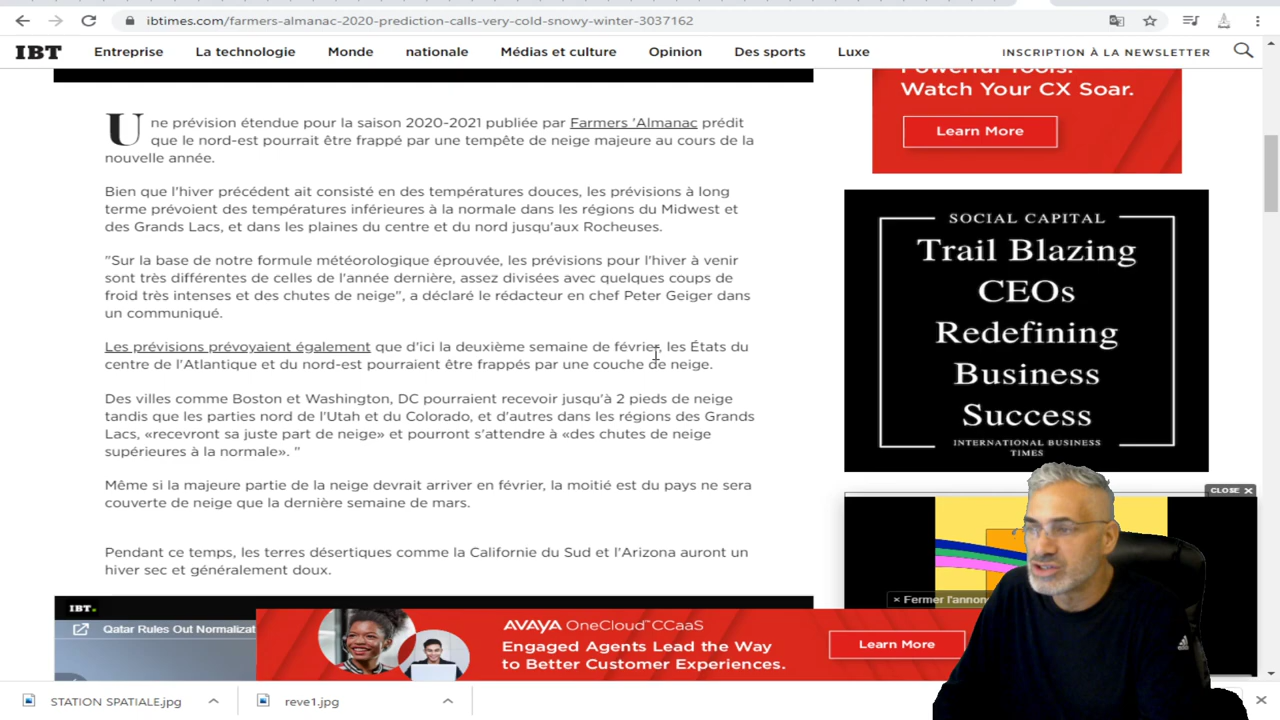 ibtimes.com/farmers-almanac-2020-prediction-calls-very-cold-snowy-winter-3037162
IBT Entreprise La technologie Monde nationale Médias et culture Opinion Des sports Luxe INSCRIPTION À LA NEWSLETTER
Powerful Tools.
Watch Your CX Soar.
Learn More
Une prévision étendue pour la saison 2020-2021 publiée par Farmers 'Almanac prédit
que le nord-est pourrait être frappé par une tempête de neige majeure au cours de la
nouvelle année.
Bien que l'hiver précédent ait consisté en des températures douces, les prévisions à long
terme prévoient des températures inférieures à la normale dans les régions du Midwest et
des Grands Lacs, et dans les plaines du centre et du nord jusqu'aux Rocheuses.
"Sur la base de notre formule météorologique éprouvée, les prévisions pour l'hiver à venir
sont très différentes de celles de l'année dernière, assez divisées avec quelques coups de
froid très intenses et des chutes de neige", a déclaré le rédacteur en chef Peter Geiger dans
un communiqué.
Les prévisions prévoyaient également que d'ici la deuxième semaine de février, les États du
centre de l'Atlantique et du nord-est pourraient être frappés par une couche de neige.
Des villes comme Boston et Washington, DC pourraient recevoir jusqu'à 2 pieds de neige
tandis que les parties nord de l'Utah et du Colorado, et d'autres dans les régions des Grands
Lacs, «recevront sa juste part de neige» et pourront s'attendre à «des chutes de neige
supérieures à la normale». "
Même si la majeure partie de la neige devrait arriver en février, la moitié est du pays ne sera
couverte de neige que la dernière semaine de mars.
Pendant ce temps, les terres désertiques comme la Californie du Sud et l'Arizona auront un
hiver sec et généralement doux.
SOCIAL CAPITAL
Trail Blazing
CEOs
Redefining
Business
Success
INTERNATIONAL BUSINESS
TIMES
CLOSE ×
× Fermer l'annon
IBT.
Qatar Rules Out Normalizat
AVAYA OneCloud™CCaaS
Engaged Agents Lead the Way
to Better Customer Experiences.
Learn More
STATION SPATIALE.jpg
reve1.jpg